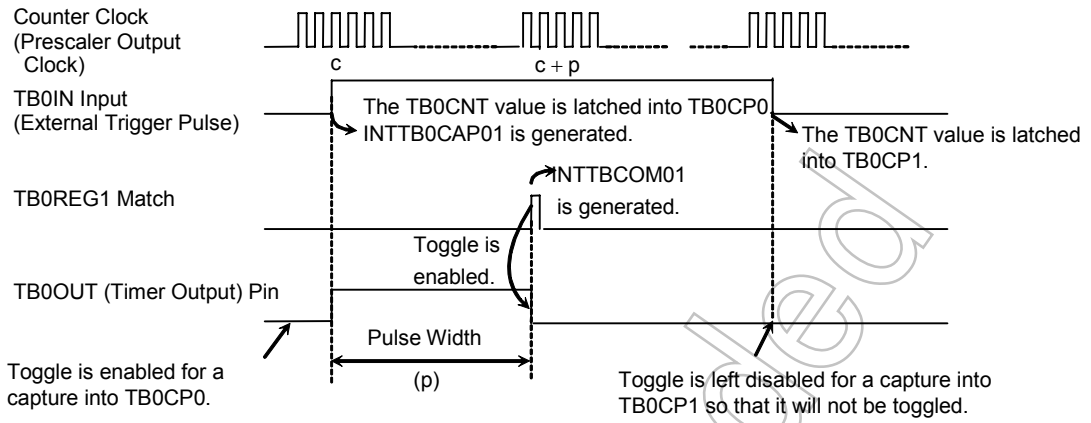 Counter Clock
(Prescaler Output
Clock)
c
c + p
TB0IN Input
(External Trigger Pulse)
The TB0CNT value is latched into TB0CP0
INTTB0CAP01 is generated.
The TB0CNT value is latched
into TB0CP1.
TB0REG1 Match
INTTBCOM01
is generated.
Toggle is
enabled.
TB0OUT (Timer Output) Pin
Pulse Width
(p)
Toggle is enabled for a
capture into TB0CP0.
Toggle is left disabled for a capture into
TB0CP1 so that it will not be toggled.
ded